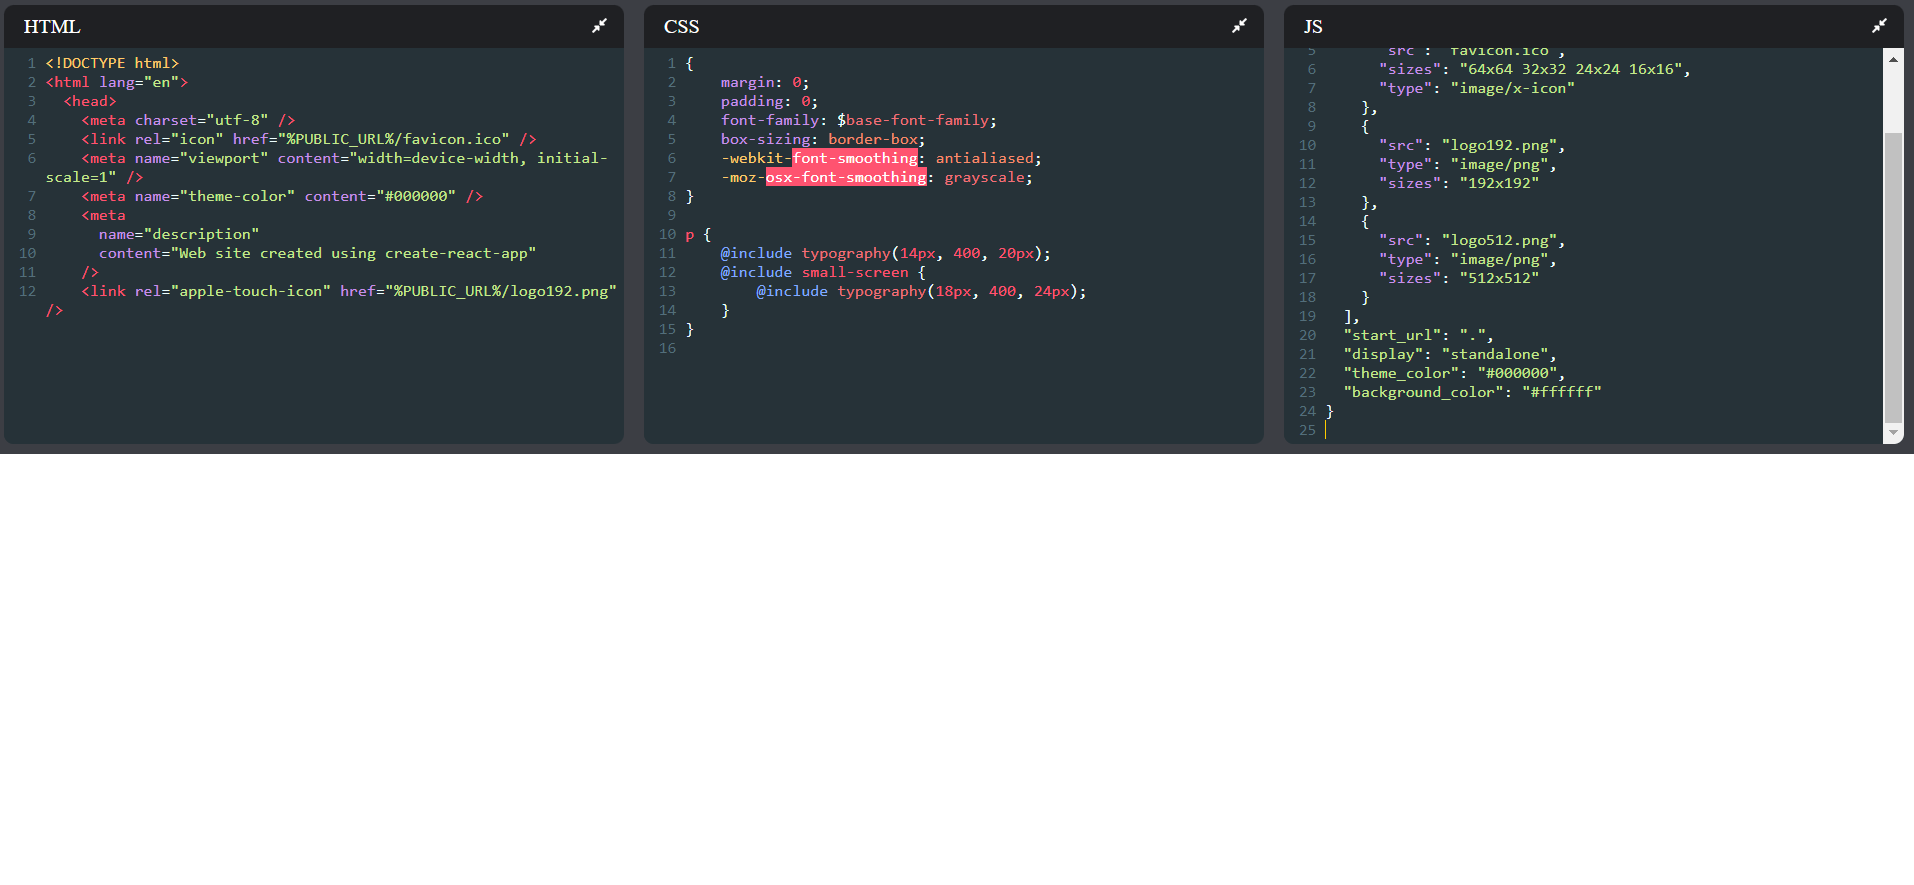 HTML
1 <!DOCTYPE html>
2 <html lang="en">
3 <head>
4 <meta charset="utf-8" />
5 <link rel="icon" href="%PUBLIC_URL%/favicon.ico" />
6 <meta name="viewport" content="width=device-width, initial-
scale=1" />
7 <meta name="theme-color" content="#000000" />
8 <meta
9 name="description"
10 content="Web site created using create-react-app"
11 />
12 <link rel="apple-touch-icon" href="%PUBLIC_URL%/logo192.png"
/>
CSS
1 {
2 margin: 0;
3 padding: 0;
4 font-family: $base-font-family;
5 box-sizing: border-box;
6 -webkit-font-smoothing: antialiased;
7 -moz-osx-font-smoothing: grayscale;
8 }
9
10 p {
11 @include typography(14px, 400, 20px);
12 @include small-screen {
13 @include typography(18px, 400, 24px);
14 }
15 }
16
JS
5 "src": "favicon.ico",
6 "sizes": "64x64 32x32 24x24 16x16",
7 "type": "image/x-icon"
8 },
9 {
10 "src": "logo192.png",
11 "type": "image/png",
12 "sizes": "192x192"
13 },
14 {
15 "src": "logo512.png",
16 "type": "image/png",
17 "sizes": "512x512"
18 }
19 ],
20 "start_url": ".",
21 "display": "standalone",
22 "theme_color": "#000000",
23 "background_color": "#ffffff"
24 }
25